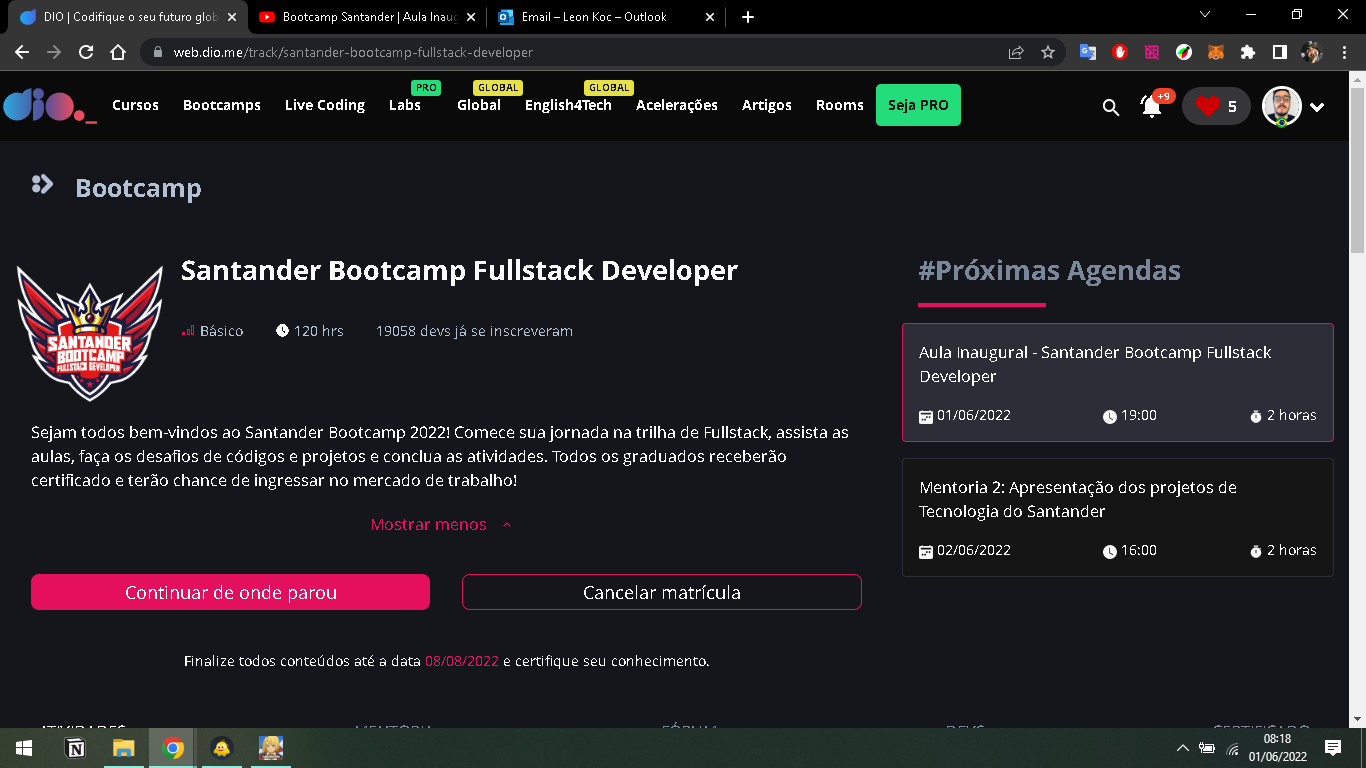 DIO | Codifique o seu futuro glob
Bootcamp Santander | Aula Inaug
Email – Leon Koc – Outlook
web.dio.me/track/santander-bootcamp-fullstack-developer
dio._
Cursos
Bootcamps
Live Coding
Labs
PRO
Global
GLOBAL
English4Tech
GLOBAL
Acelerações
Artigos
Rooms
Seja PRO
+9
5
Bootcamp
SANTANDER
BOOTCAMP
FULLSTACK DEVELOPER
Santander Bootcamp Fullstack Developer
Básico
120 hrs
19058 devs já se inscreveram
Sejam todos bem-vindos ao Santander Bootcamp 2022! Comece sua jornada na trilha de Fullstack, assista as
aulas, faça os desafios de códigos e projetos e conclua as atividades. Todos os graduados receberão
certificado e terão chance de ingressar no mercado de trabalho!
Mostrar menos
Continuar de onde parou
Cancelar matrícula
Finalize todos conteúdos até a data 08/08/2022 e certifique seu conhecimento.
#Próximas Agendas
Aula Inaugural - Santander Bootcamp Fullstack
Developer
01/06/2022
19:00
2 horas
Mentoria 2: Apresentação dos projetos de
Tecnologia do Santander
02/06/2022
16:00
2 horas
ATIVIDADES
MENTORIA
FÓRUM
DEVS
CERTIFICADO
08:18
01/06/2022